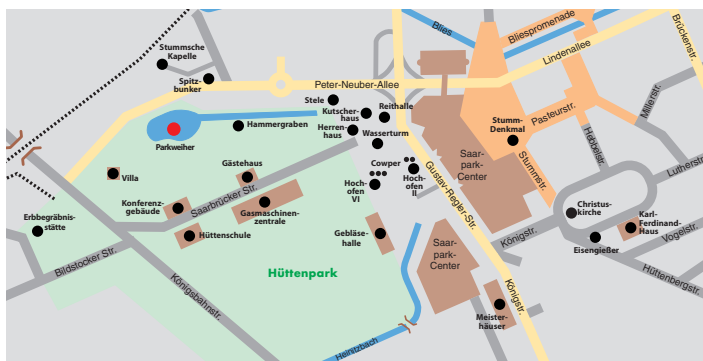 Stummsche
Kapelle
Spitz-
bunker
Blies
Bliespromenade
Lindenallee
Brückenstr.
Peter-Neuber-Allee
Stele
Kutscher-
haus
Reithalle
Herren-
haus
Wasserturm
Hammergraben
Parkweiher
Stumm-
Denkmal
Pasteurstr.
Hebbelstr.
Millerstr.
Lutherstr.
Villa
Gästehaus
Saarbrücker Str.
Cowper
Hoch-
ofen
VI
Hoch-
ofen
II
Saar-
park-
Center
Stummstr.
Gustav-Regler-Str.
Konferenz-
gebäude
Gasmaschinen-
zentrale
Hüttenschule
Gebläse-
halle
Erbbegräbnis-
stätte
Bildstocker Str.
Königsbahnstr.
Hüttenpark
Saar-
park-
Center
Königstr.
Christus-
kirche
Karl-
Ferdinand-
Haus
Eisengießer
Vogelstr.
Hüttenbergstr.
Königstr.
Meister-
häuser
Heinitzbach